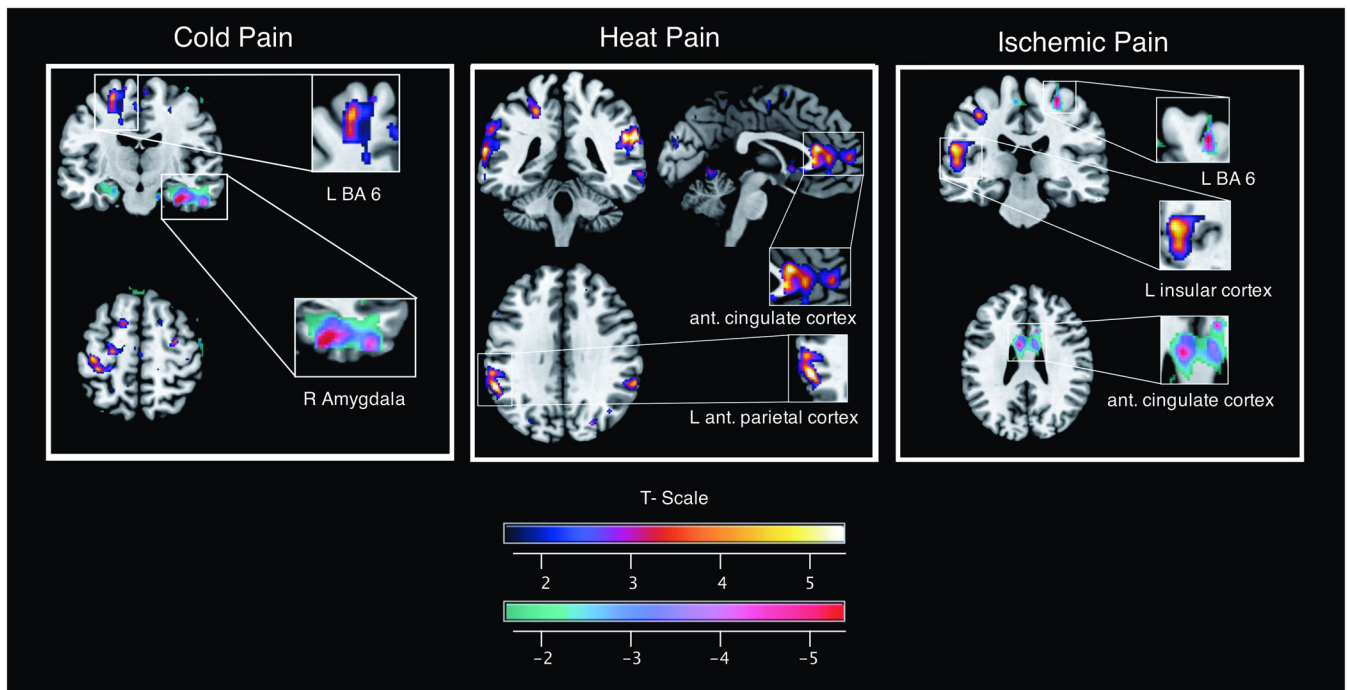 Cold Pain
Heat Pain
Ischemic Pain
L BA 6
R Amygdala
ant. cingulate cortex
L ant. parietal cortex
L BA 6
L insular cortex
ant. cingulate cortex
T- Scale
2 3 4 5
-2 -3 -4 -5